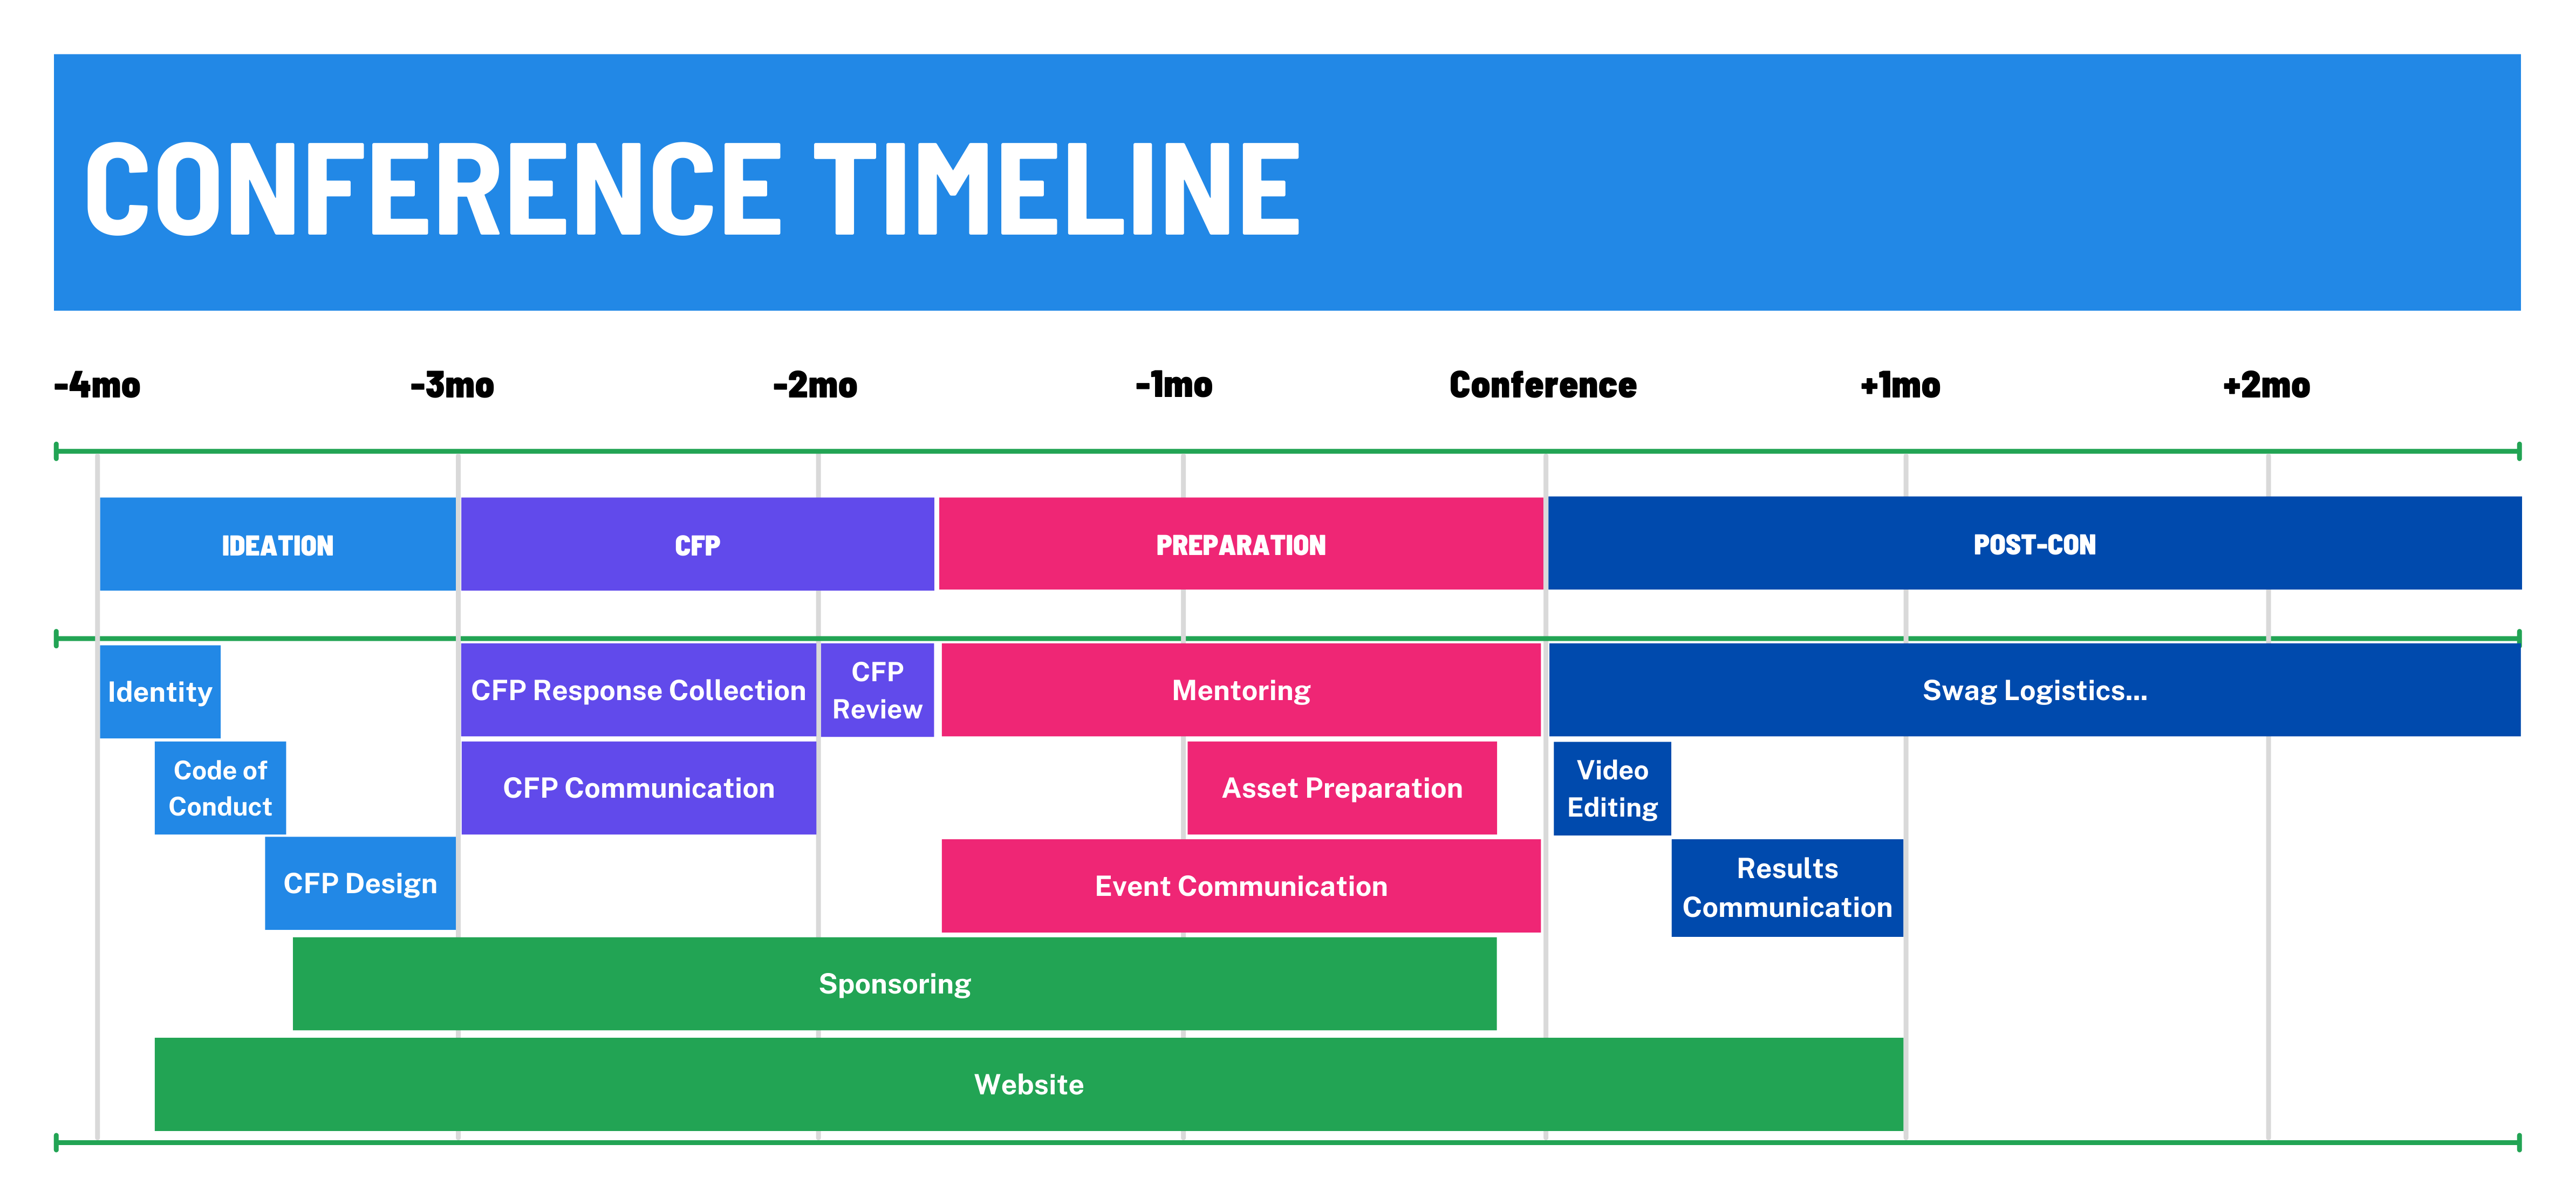 CONFERENCE TIMELINE
-4mo -3mo -2mo -1mo Conference +1mo +2mo
IDEATION CFP PREPARATION POST-CON
Identity
CFP Response Collection
CFP
Review
Mentoring
Swag Logistics...
Code of
Conduct
CFP Communication
Asset Preparation
Video
Editing
CFP Design
Event Communication
Results
Communication
Sponsoring
Website